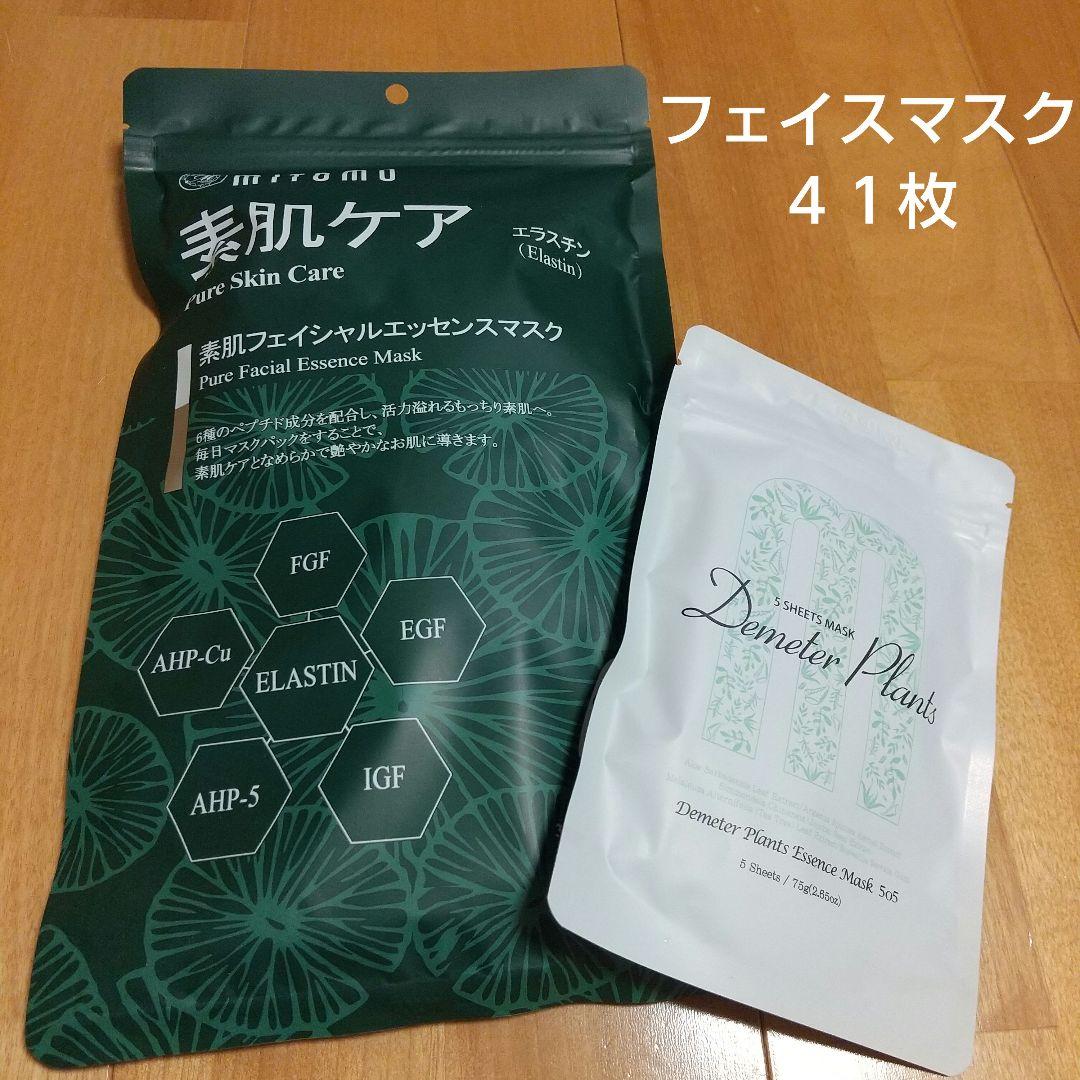 フェイスマスク
41枚
mitomo
素肌ケア
Pure Skin Care
エラスチン
(Elastin)
素肌フェイシャルエッセンスマスク
Pure Facial Essence Mask
6種のペプチド成分を配合し、活力溢れるもっちり素肌へ。
毎日マスクパックをすることで、
素肌ケアとなめらかで艶やかなお肌に導きます。
FGF
EGF
AHP-Cu
ELASTIN
IGF
AHP-5
5 SHEETS MASK
Demeter Plants
Demeter Plants Essence Mask 505
5 Sheets / 75g(2.65oz)